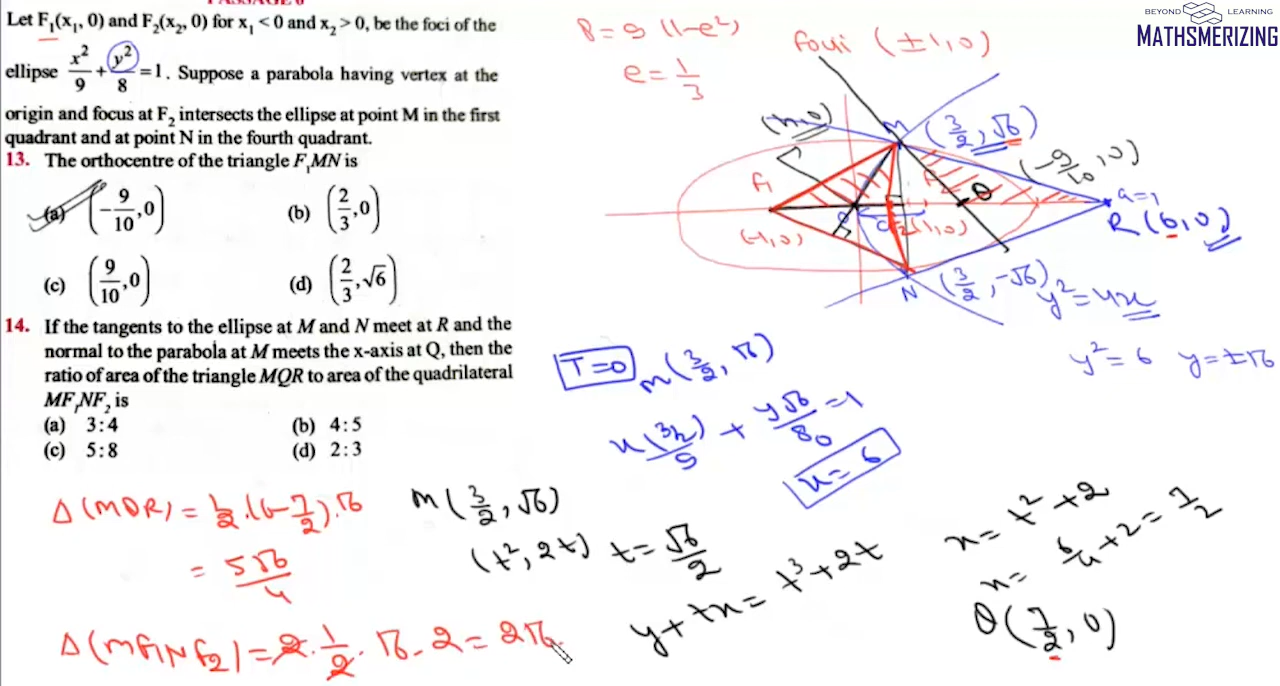 PASSAGE 6
BEYOND LEARNING
MATHSMERIZING
Let F₁(x₁, 0) and F₂(x₂, 0) for x₁ < 0 and x₂ > 0, be the foci of the
ellipse x²/9 + y²/8 = 1. Suppose a parabola having vertex at the
origin and focus at F₂ intersects the ellipse at point M in the first
quadrant and at point N in the fourth quadrant.
13. The orthocentre of the triangle F₁MN is
(a) (-9/10, 0) (b) (2/3, 0)
(c) (9/10, 0) (d) (2/3, √6)
14. If the tangents to the ellipse at M and N meet at R and the
normal to the parabola at M meets the x-axis at Q, then the
ratio of area of the triangle MQR to area of the quadrilateral
MF₁NF₂ is
(a) 3:4 (b) 4:5
(c) 5:8 (d) 2:3
8 = 9 (1-e²)
e = 1/3
foci (±1, 0)
(h, 0)
M
(3/2, √6)
(-9/10, 0)
F₁
(-1, 0)
F₂ (1, 0)
Q
a=1
R (6, 0)
N
(3/2, -√6)
y² = 4x
y² = 6 y = ±√6
T=0 M(3/2, √6)
x(3/2)/9 + y√6/8 = 1
0
x = 6
Δ(MQR) = 1/2 · (6 - 7/2) · √6
= 5√6/4
Δ(MF₁NF₂) = 2 · 1/2 · √6 · 2 = 2√6
M(3/2, √6)
(t², 2t) t = √6/2
y + tx = t³ + 2t
x = t² + 2
x = 6/4 + 2 = 7/2
Q(7/2, 0)